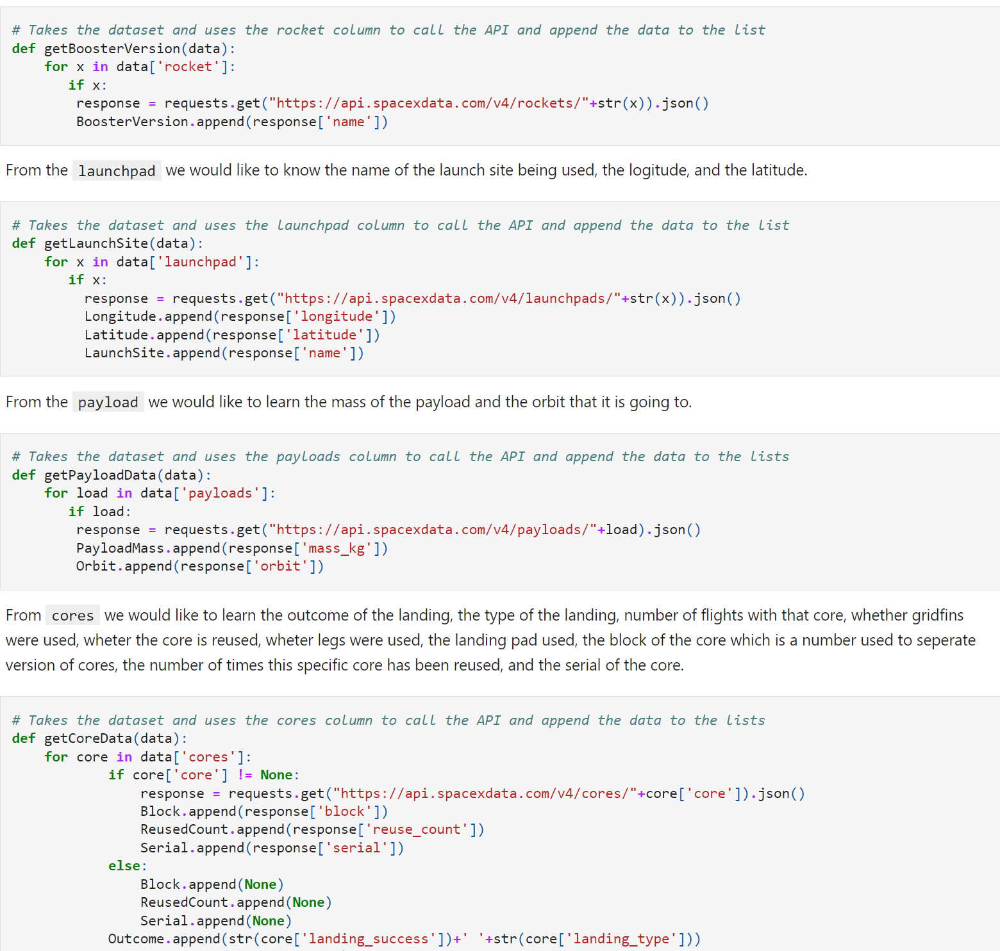 # Takes the dataset and uses the rocket column to call the API and append the data to the list
def getBoosterVersion(data):
    for x in data['rocket']:
       if x:
        response = requests.get("https://api.spacexdata.com/v4/rockets/"+str(x)).json()
        BoosterVersion.append(response['name'])
From the launchpad we would like to know the name of the launch site being used, the logitude, and the latitude.
# Takes the dataset and uses the launchpad column to call the API and append the data to the list
def getLaunchSite(data):
    for x in data['launchpad']:
       if x:
         response = requests.get("https://api.spacexdata.com/v4/launchpads/"+str(x)).json()
         Longitude.append(response['longitude'])
         Latitude.append(response['latitude'])
         LaunchSite.append(response['name'])
From the payload we would like to learn the mass of the payload and the orbit that it is going to.
# Takes the dataset and uses the payloads column to call the API and append the data to the lists
def getPayloadData(data):
    for load in data['payloads']:
       if load:
        response = requests.get("https://api.spacexdata.com/v4/payloads/"+load).json()
        PayloadMass.append(response['mass_kg'])
        Orbit.append(response['orbit'])
From cores we would like to learn the outcome of the landing, the type of the landing, number of flights with that core, whether gridfins
were used, wheter the core is reused, wheter legs were used, the landing pad used, the block of the core which is a number used to seperate
version of cores, the number of times this specific core has been reused, and the serial of the core.
# Takes the dataset and uses the cores column to call the API and append the data to the lists
def getCoreData(data):
    for core in data['cores']:
            if core['core'] != None:
                response = requests.get("https://api.spacexdata.com/v4/cores/"+core['core']).json()
                Block.append(response['block'])
                ReusedCount.append(response['reuse_count'])
                Serial.append(response['serial'])
            else:
                Block.append(None)
                ReusedCount.append(None)
                Serial.append(None)
            Outcome.append(str(core['landing_success'])+' '+str(core['landing_type']))